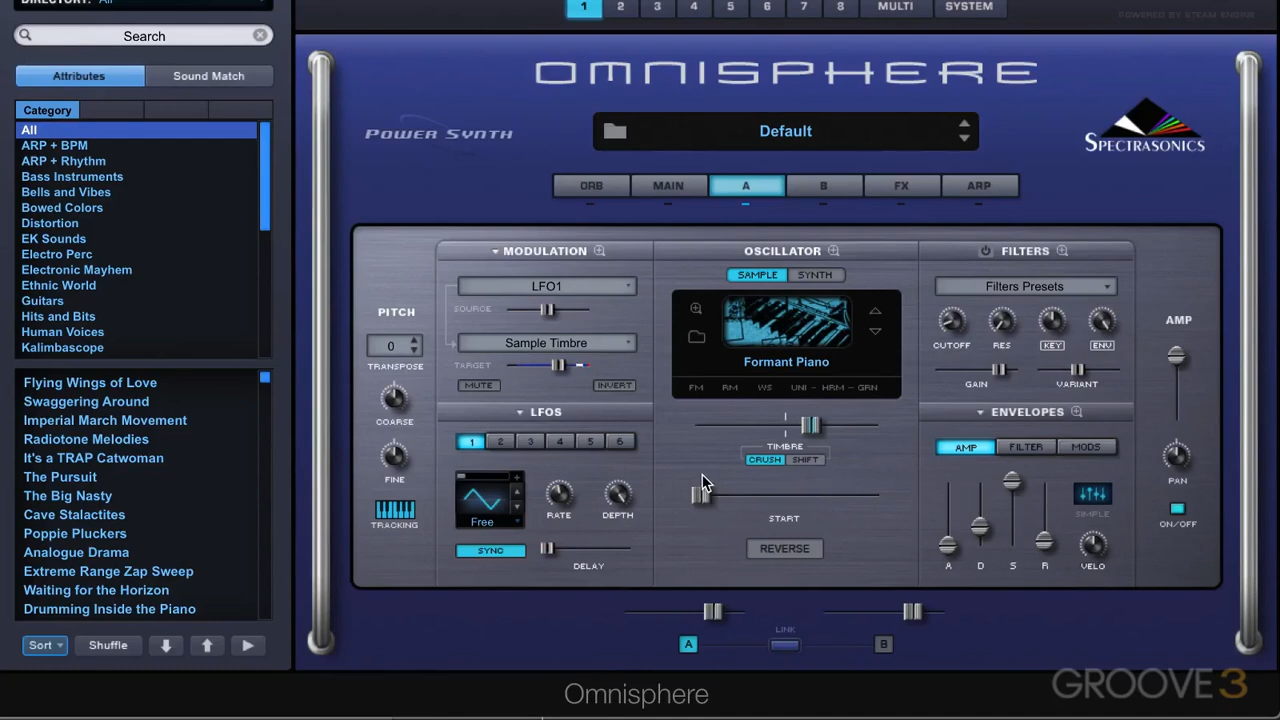 DIRECTORY: All
Search
Attributes
Sound Match
Category
All
ARP + BPM
ARP + Rhythm
Bass Instruments
Bells and Vibes
Bowed Colors
Distortion
EK Sounds
Electro Perc
Electronic Mayhem
Ethnic World
Guitars
Hits and Bits
Human Voices
Kalimbascope
Flying Wings of Love
Swaggering Around
Imperial March Movement
Radiotone Melodies
It's a TRAP Catwoman
The Pursuit
The Big Nasty
Cave Stalactites
Poppie Pluckers
Analogue Drama
Extreme Range Zap Sweep
Waiting for the Horizon
Drumming Inside the Piano
Sort
Shuffle
1 2 3 4 5 6 7 8 MULTI SYSTEM
POWERED BY STEAM ENGINE
OMNISPHERE
POWER SYNTH
Default
SPECTRASONICS
ORB MAIN A B FX ARP
PITCH
0
TRANSPOSE
COARSE
FINE
TRACKING
MODULATION
LFO1
SOURCE
Sample Timbre
TARGET
MUTE INVERT
LFOS
1 2 3 4 5 6
Free
RATE DEPTH
SYNC
DELAY
OSCILLATOR
SAMPLE SYNTH
Formant Piano
FM RM WS UNI - HRM - GRN
TIMBRE
CRUSH SHIFT
START
REVERSE
FILTERS
Filters Presets
CUTOFF RES KEY ENV
GAIN VARIANT
ENVELOPES
AMP FILTER MODS
SIMPLE
A D S R VELO
AMP
PAN
ON/OFF
LINK
A B
Omnisphere
GROOVE3